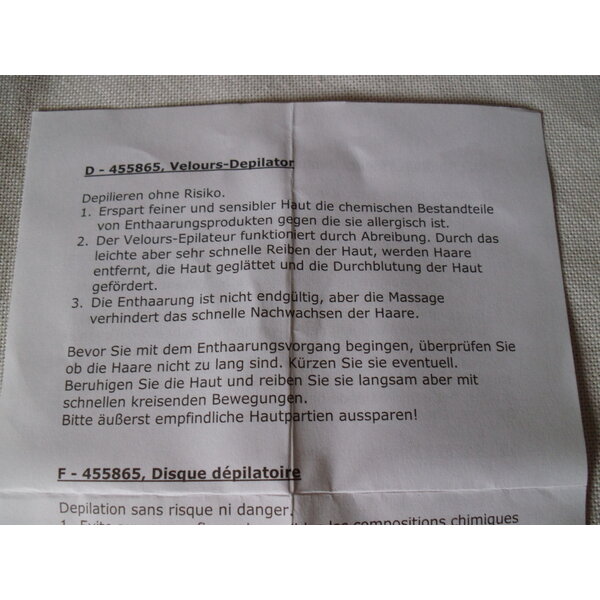 D - 455865, Velours-Depilator
Depilieren ohne Risiko.
1. Erspart feiner und sensibler Haut die chemischen Bestandteile
von Enthaarungsprodukten gegen die sie allergisch ist.
2. Der Velours-Epilateur funktioniert durch Abreibung. Durch das
leichte aber sehr schnelle Reiben der Haut, werden Haare
entfernt, die Haut geglättet und die Durchblutung der Haut
gefördert.
3. Die Enthaarung ist nicht endgültig, aber die Massage
verhindert das schnelle Nachwachsen der Haare.
Bevor Sie mit dem Enthaarungsvorgang begingen, überprüfen Sie
ob die Haare nicht zu lang sind. Kürzen Sie sie eventuell.
Beruhigen Sie die Haut und reiben Sie sie langsam aber mit
schnellen kreisenden Bewegungen.
Bitte äußerst empfindliche Hautpartien aussparen!
F - 455865, Disque dépilatoire
Depilation sans risque ni danger.
les compositions chimiques